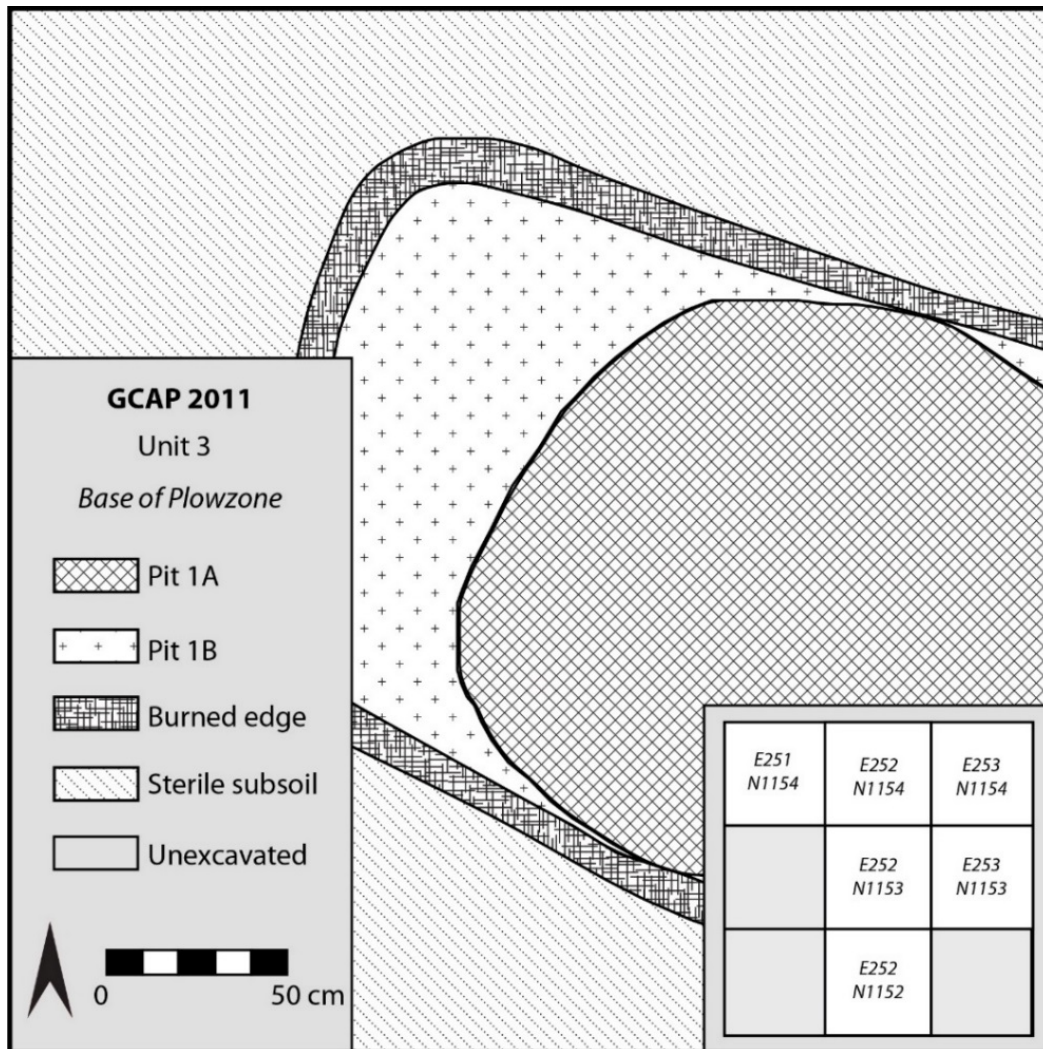 GCAP 2011
Unit 3
Base of Plowzone
Pit 1A
Pit 1B
Burned edge
Sterile subsoil
Unexcavated
0 50 cm
E251
N1154
E252
N1154
E253
N1154
E252
N1153
E253
N1153
E252
N1152